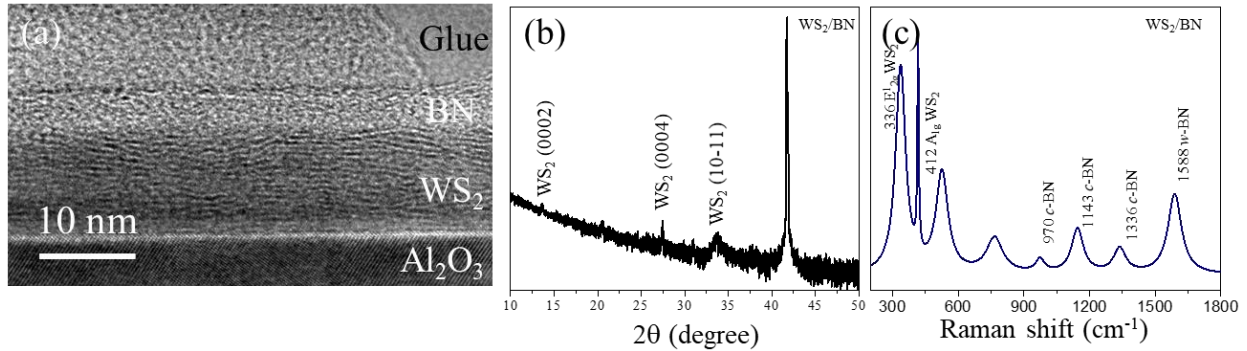 (a)
Glue
BN
WS₂
10 nm
Al₂O₃
(b)
WS₂/BN
WS₂ (0002)
WS₂ (0004)
WS₂ (10-11)
10 15 20 25 30 35 40 45 50
2θ (degree)
(c)
WS₂/BN
336 E¹₂g WS₂
412 A₁g WS₂
970 c-BN
1143 c-BN
1336 c-BN
1588 w-BN
300 600 900 1200 1500 1800
Raman shift (cm⁻¹)